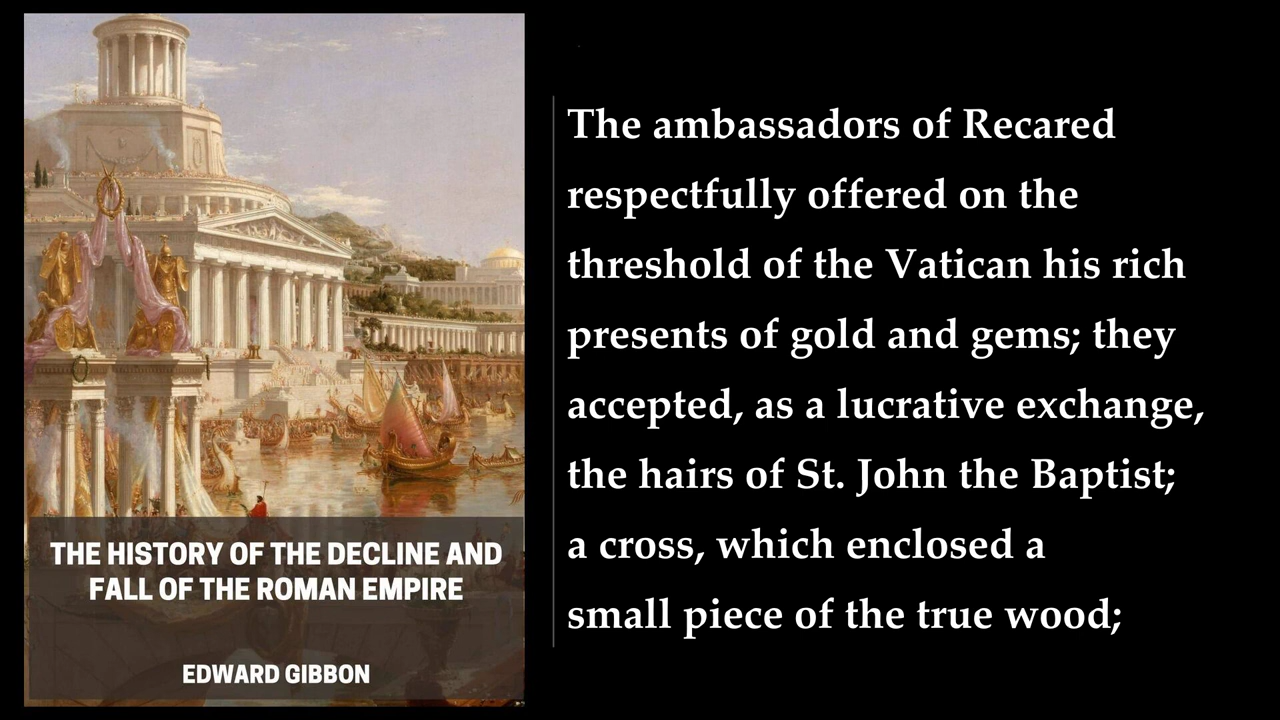 THE HISTORY OF THE DECLINE AND
FALL OF THE ROMAN EMPIRE
EDWARD GIBBON
The ambassadors of Recared
respectfully offered on the
threshold of the Vatican his rich
presents of gold and gems; they
accepted, as a lucrative exchange,
the hairs of St. John the Baptist;
a cross, which enclosed a
small piece of the true wood;